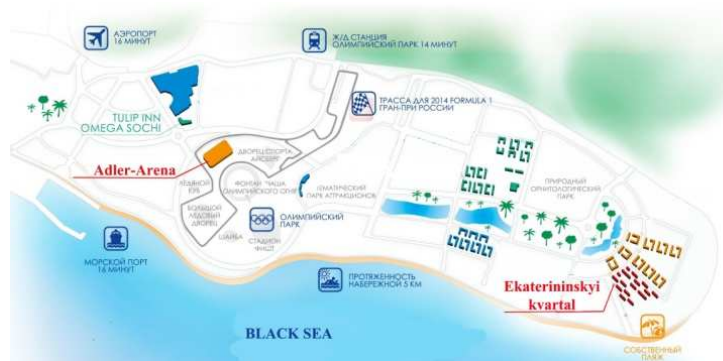 АЭРОПОРТ
16 МИНУТ
Ж/Д СТАНЦИЯ
ОЛИМПИЙСКИЙ ПАРК 14 МИНУТ
ТРАССА ДЛЯ 2014 FORMULA 1
ГРАН-ПРИ РОССИИ
TULIP INN
OMEGA SOCHI
ДВОРЕЦ СПОРТА
АЙСБЕРГ
Adler-Arena
ЛЕДЯНОЙ
КУБ
ФОНТАН ЧАША
ОЛИМПИЙСКОГО ОГНЯ
ТЕМАТИЧЕСКИЙ
ПАРК АТТРАКЦИОНОВ
ПРИРОДНЫЙ
ОРНИТОЛОГИЧЕСКИЙ
ПАРК
БОЛЬШОЙ
ЛЕДОВЫЙ
ДВОРЕЦ
ОЛИМПИЙСКИЙ
ПАРК
ШАЙБА
СТАДИОН
ФИШТ
МОРСКОЙ ПОРТ
16 МИНУТ
ПРОТЯЖЕННОСТЬ
НАБЕРЕЖНОЙ 5 КМ
Ekaterininskyi
kvartal
BLACK SEA
СОБСТВЕННЫЙ
ПЛЯЖ